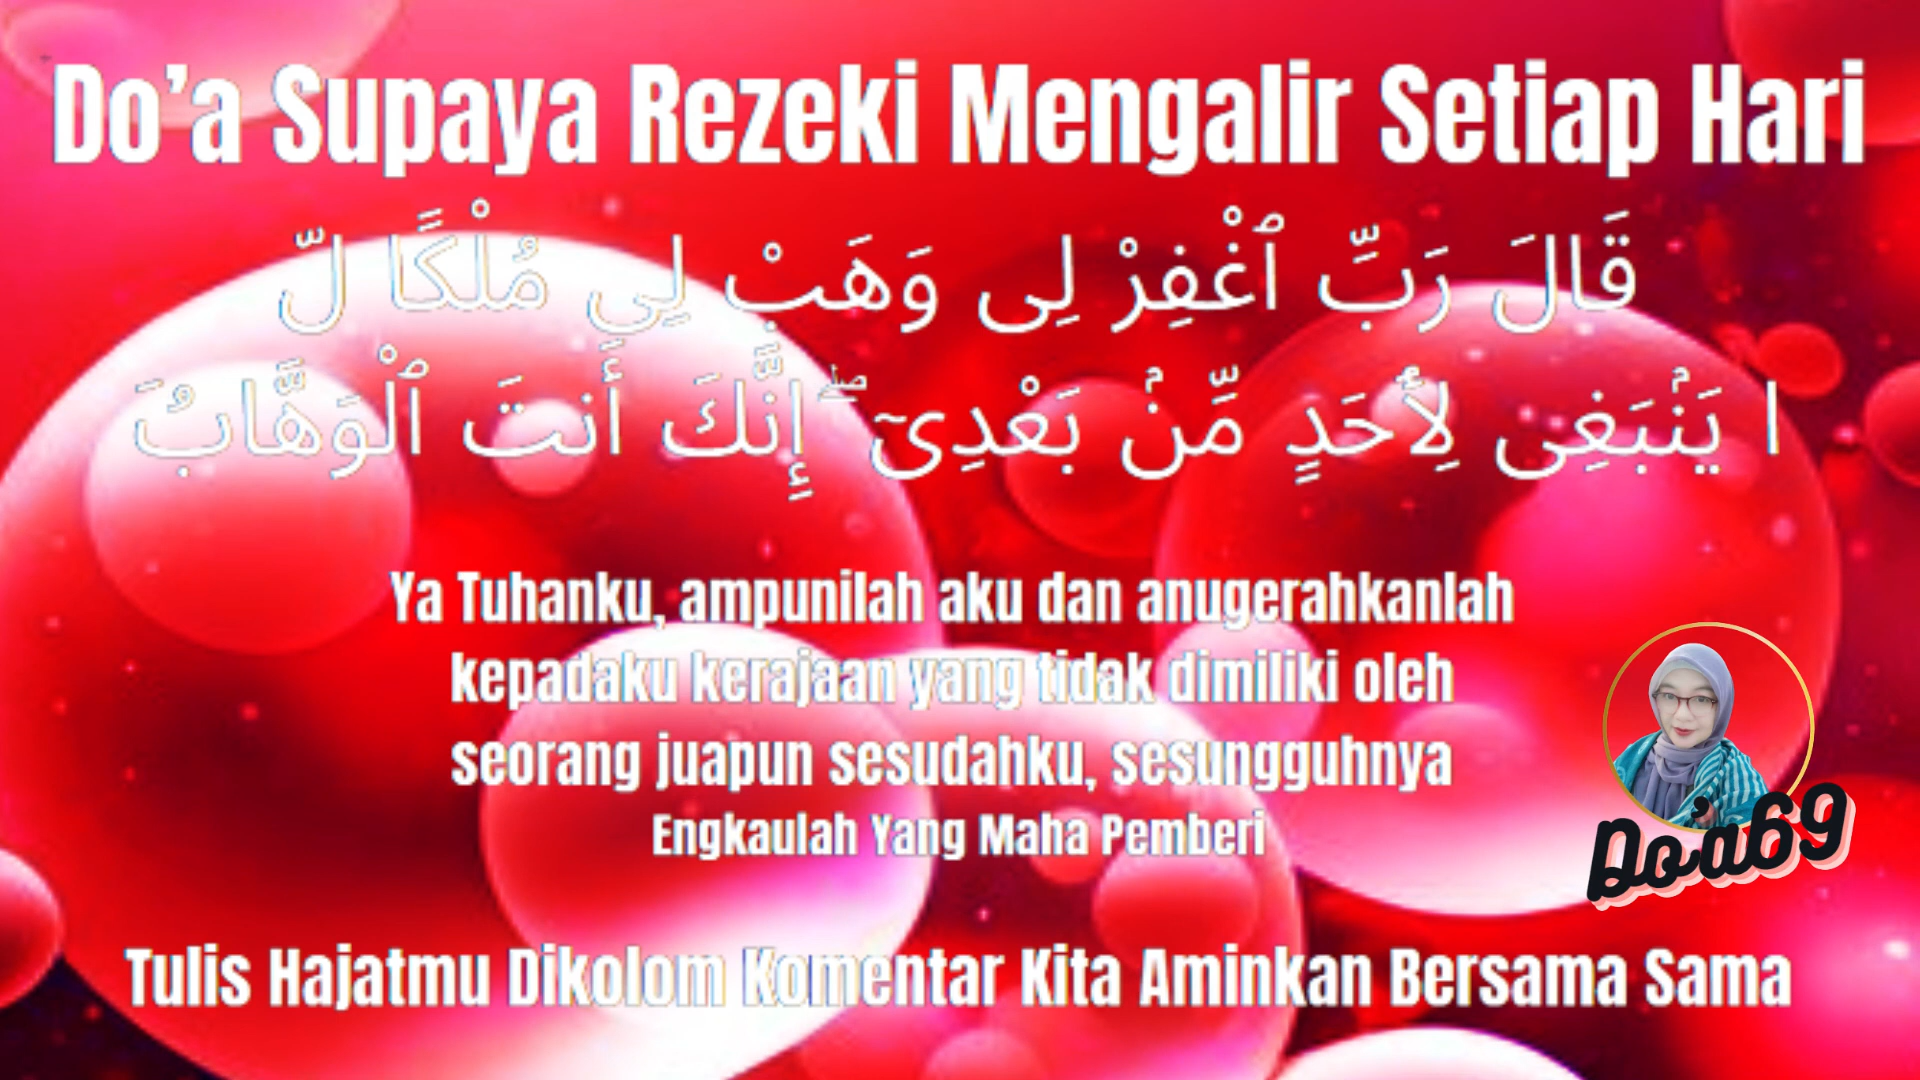 Do’a Supaya Rezeki Mengalir Setiap Hari
قَالَ رَبِّ ٱغْفِرْ لِى وَهَبْ لِى مُلْكًا لّ
ا يَنۢبَغِى لِأَحَدٍ مِّنۢ بَعْدِىٓ ۖ إِنَّكَ أَنتَ ٱلْوَهَّابُ
Ya Tuhanku, ampunilah aku dan anugerahkanlah
kepadaku kerajaan yang tidak dimiliki oleh
seorang juapun sesudahku, sesungguhnya
Engkaulah Yang Maha Pemberi
Do'a69
Tulis Hajatmu Dikolom Komentar Kita Aminkan Bersama Sama